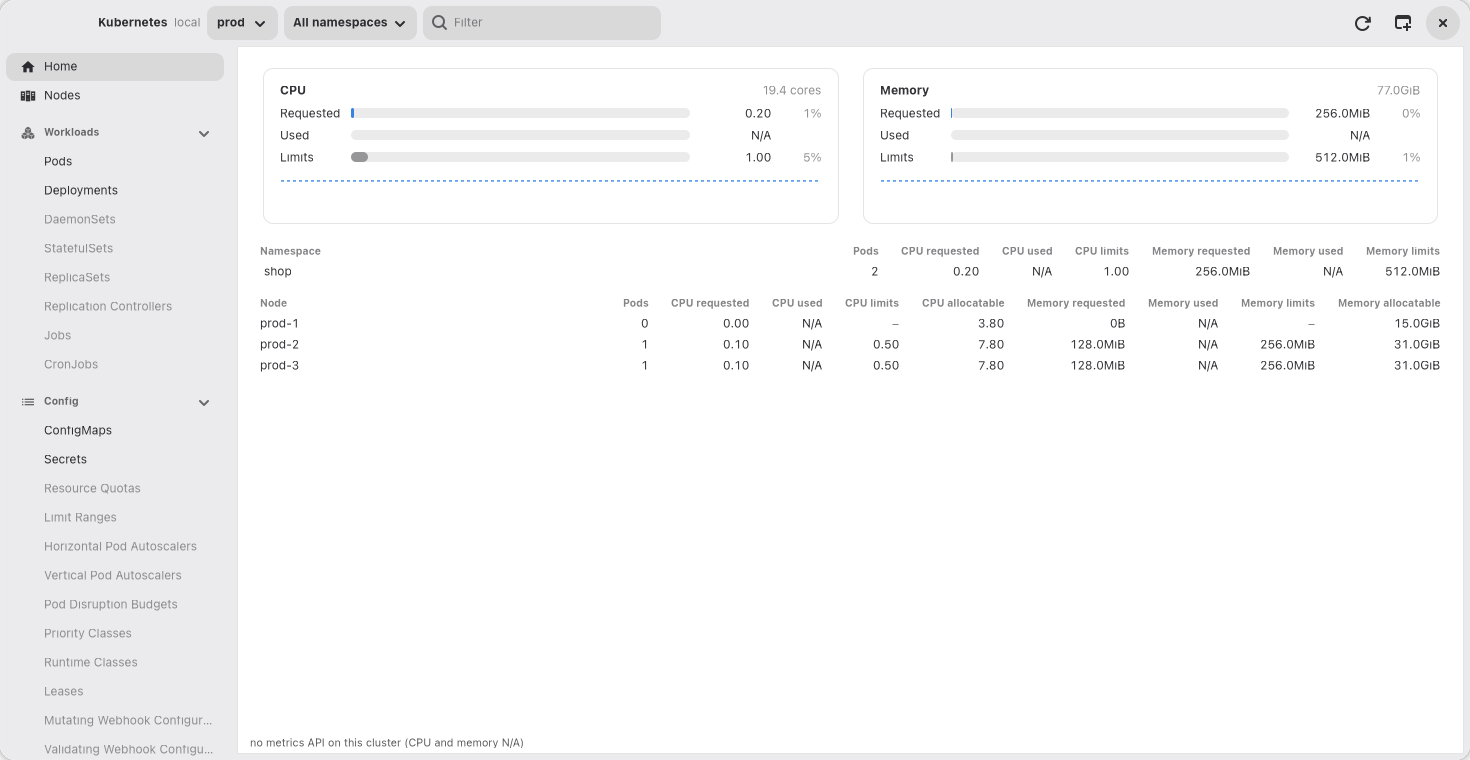 Kubernetes local prod All namespaces Filter
Home
Nodes
Workloads
Pods
Deployments
DaemonSets
StatefulSets
ReplicaSets
Replication Controllers
Jobs
CronJobs
Config
ConfigMaps
Secrets
Resource Quotas
Limit Ranges
Horizontal Pod Autoscalers
Vertical Pod Autoscalers
Pod Disruption Budgets
Priority Classes
Runtime Classes
Leases
Mutating Webhook Configur...
Validating Webhook Configu...
CPU 19.4 cores
Requested 0.20 1%
Used N/A
Limits 1.00 5%
Memory 77.0GiB
Requested 256.0MiB 0%
Used N/A
Limits 512.0MiB 1%
Namespace Pods CPU requested CPU used CPU limits Memory requested Memory used Memory limits
shop 2 0.20 N/A 1.00 256.0MiB N/A 512.0MiB
Node Pods CPU requested CPU used CPU limits CPU allocatable Memory requested Memory used Memory limits Memory allocatable
prod-1 0 0.00 N/A – 3.80 0B N/A – 15.0GiB
prod-2 1 0.10 N/A 0.50 7.80 128.0MiB N/A 256.0MiB 31.0GiB
prod-3 1 0.10 N/A 0.50 7.80 128.0MiB N/A 256.0MiB 31.0GiB
no metrics API on this cluster (CPU and memory N/A)